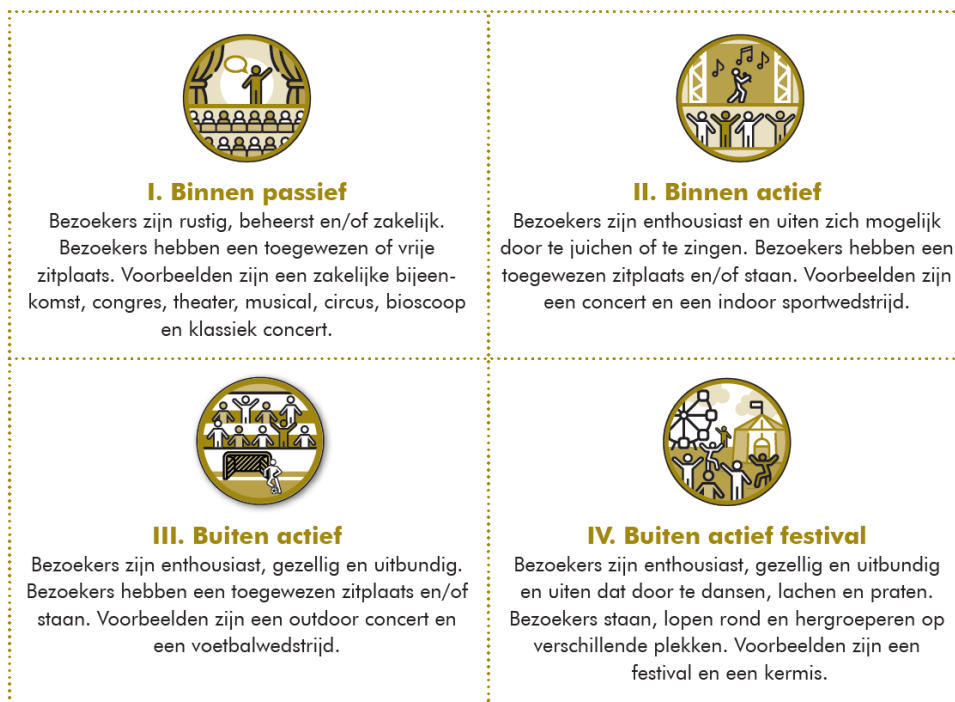 I. Binnen passief
Bezoekers zijn rustig, beheerst en/of zakelijk.
Bezoekers hebben een toegewezen of vrije
zitplaats. Voorbeelden zijn een zakelijke bijeen-
komst, congres, theater, musical, circus, bioscoop
en klassiek concert.
II. Binnen actief
Bezoekers zijn enthousiast en uiten zich mogelijk
door te juichen of te zingen. Bezoekers hebben een
toegewezen zitplaats en/of staan. Voorbeelden zijn
een concert en een indoor sportwedstrijd.
III. Buiten actief
Bezoekers zijn enthousiast, gezellig en uitbundig.
Bezoekers hebben een toegewezen zitplaats en/of
staan. Voorbeelden zijn een outdoor concert en
een voetbalwedstrijd.
IV. Buiten actief festival
Bezoekers zijn enthousiast, gezellig en uitbundig
en uiten dat door te dansen, lachen en praten.
Bezoekers staan, lopen rond en hergroeperen op
verschillende plekken. Voorbeelden zijn een
festival en een kermis.